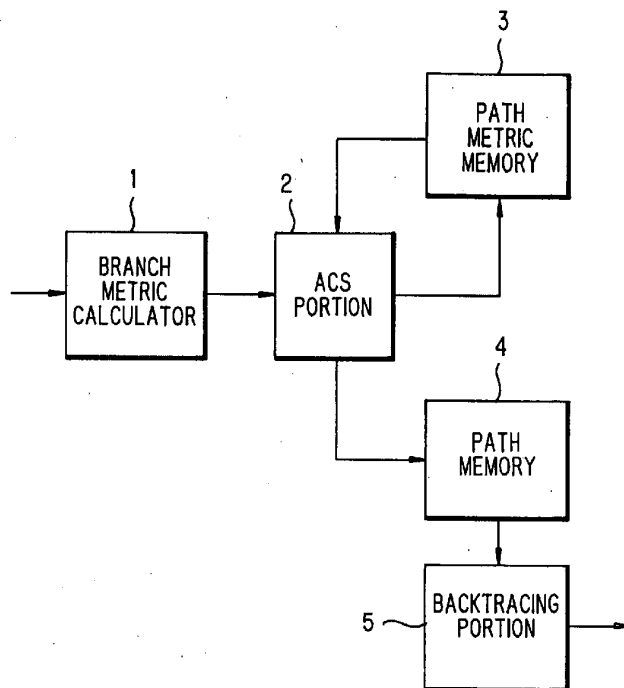 3
PATH
METRIC
MEMORY
1
2
BRANCH
METRIC
CALCULATOR
ACS
PORTION
4
PATH
MEMORY
5
BACKTRACING
PORTION